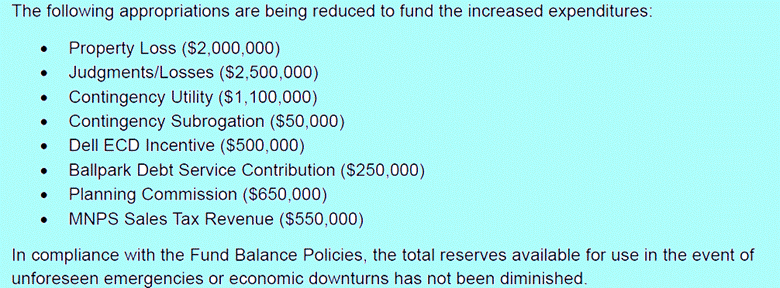 The following appropriations are being reduced to fund the increased expenditures:
• Property Loss ($2,000,000)
• Judgments/Losses ($2,500,000)
• Contingency Utility ($1,100,000)
• Contingency Subrogation ($50,000)
• Dell ECD Incentive ($500,000)
• Ballpark Debt Service Contribution ($250,000)
• Planning Commission ($650,000)
• MNPS Sales Tax Revenue ($550,000)
In compliance with the Fund Balance Policies, the total reserves available for use in the event of
unforeseen emergencies or economic downturns has not been diminished.